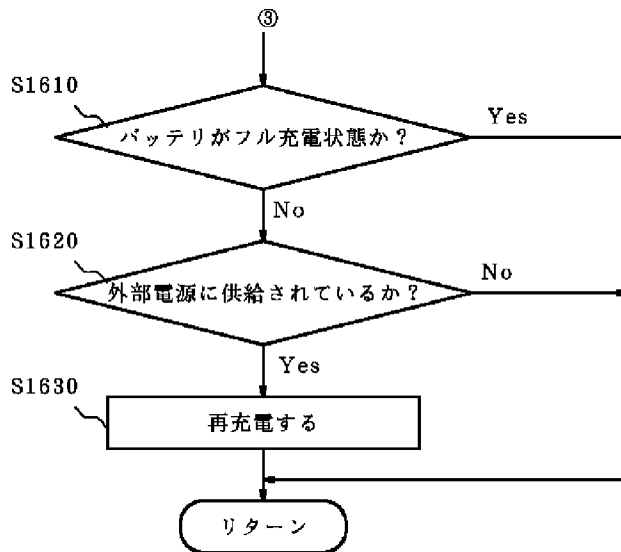 ③
S1610
バッテリがフル充電状態か？
Yes
No
S1620
外部電源に供給されているか？
No
Yes
S1630
再充電する
リターン